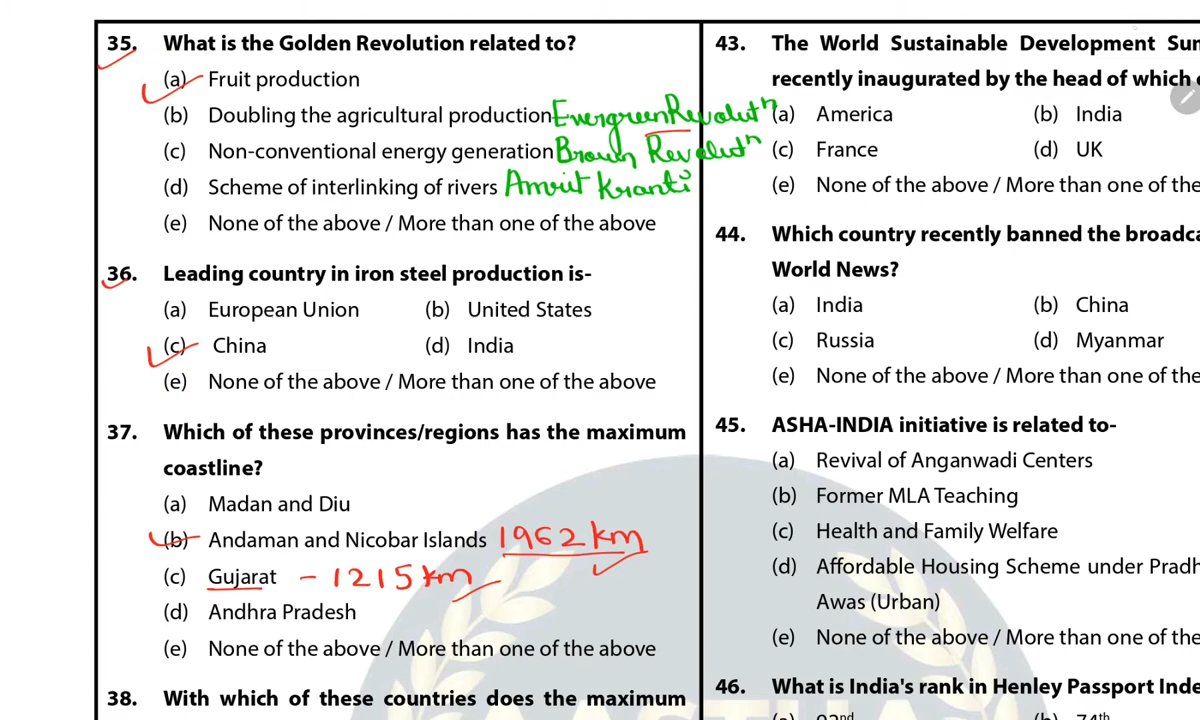 35. What is the Golden Revolution related to?
(a) Fruit production
(b) Doubling the agricultural production Evergreen Revolutn
(c) Non-conventional energy generation Brown Revolutn
(d) Scheme of interlinking of rivers Amrit Kranti
(e) None of the above / More than one of the above
36. Leading country in iron steel production is-
(a) European Union (b) United States
(c) China (d) India
(e) None of the above / More than one of the above
37. Which of these provinces/regions has the maximum
coastline?
(a) Madan and Diu
(b) Andaman and Nicobar Islands 1962 km
(c) Gujarat - 1215 km
(d) Andhra Pradesh
(e) None of the above / More than one of the above
38. With which of these countries does the maximum
43. The World Sustainable Development Sum
recently inaugurated by the head of which
(a) America (b) India
(c) France (d) UK
(e) None of the above / More than one of the
44. Which country recently banned the broadca
World News?
(a) India (b) China
(c) Russia (d) Myanmar
(e) None of the above / More than one of the
45. ASHA-INDIA initiative is related to-
(a) Revival of Anganwadi Centers
(b) Former MLA Teaching
(c) Health and Family Welfare
(d) Affordable Housing Scheme under Pradh
Awas (Urban)
(e) None of the above / More than one of the
46. What is India's rank in Henley Passport Inde